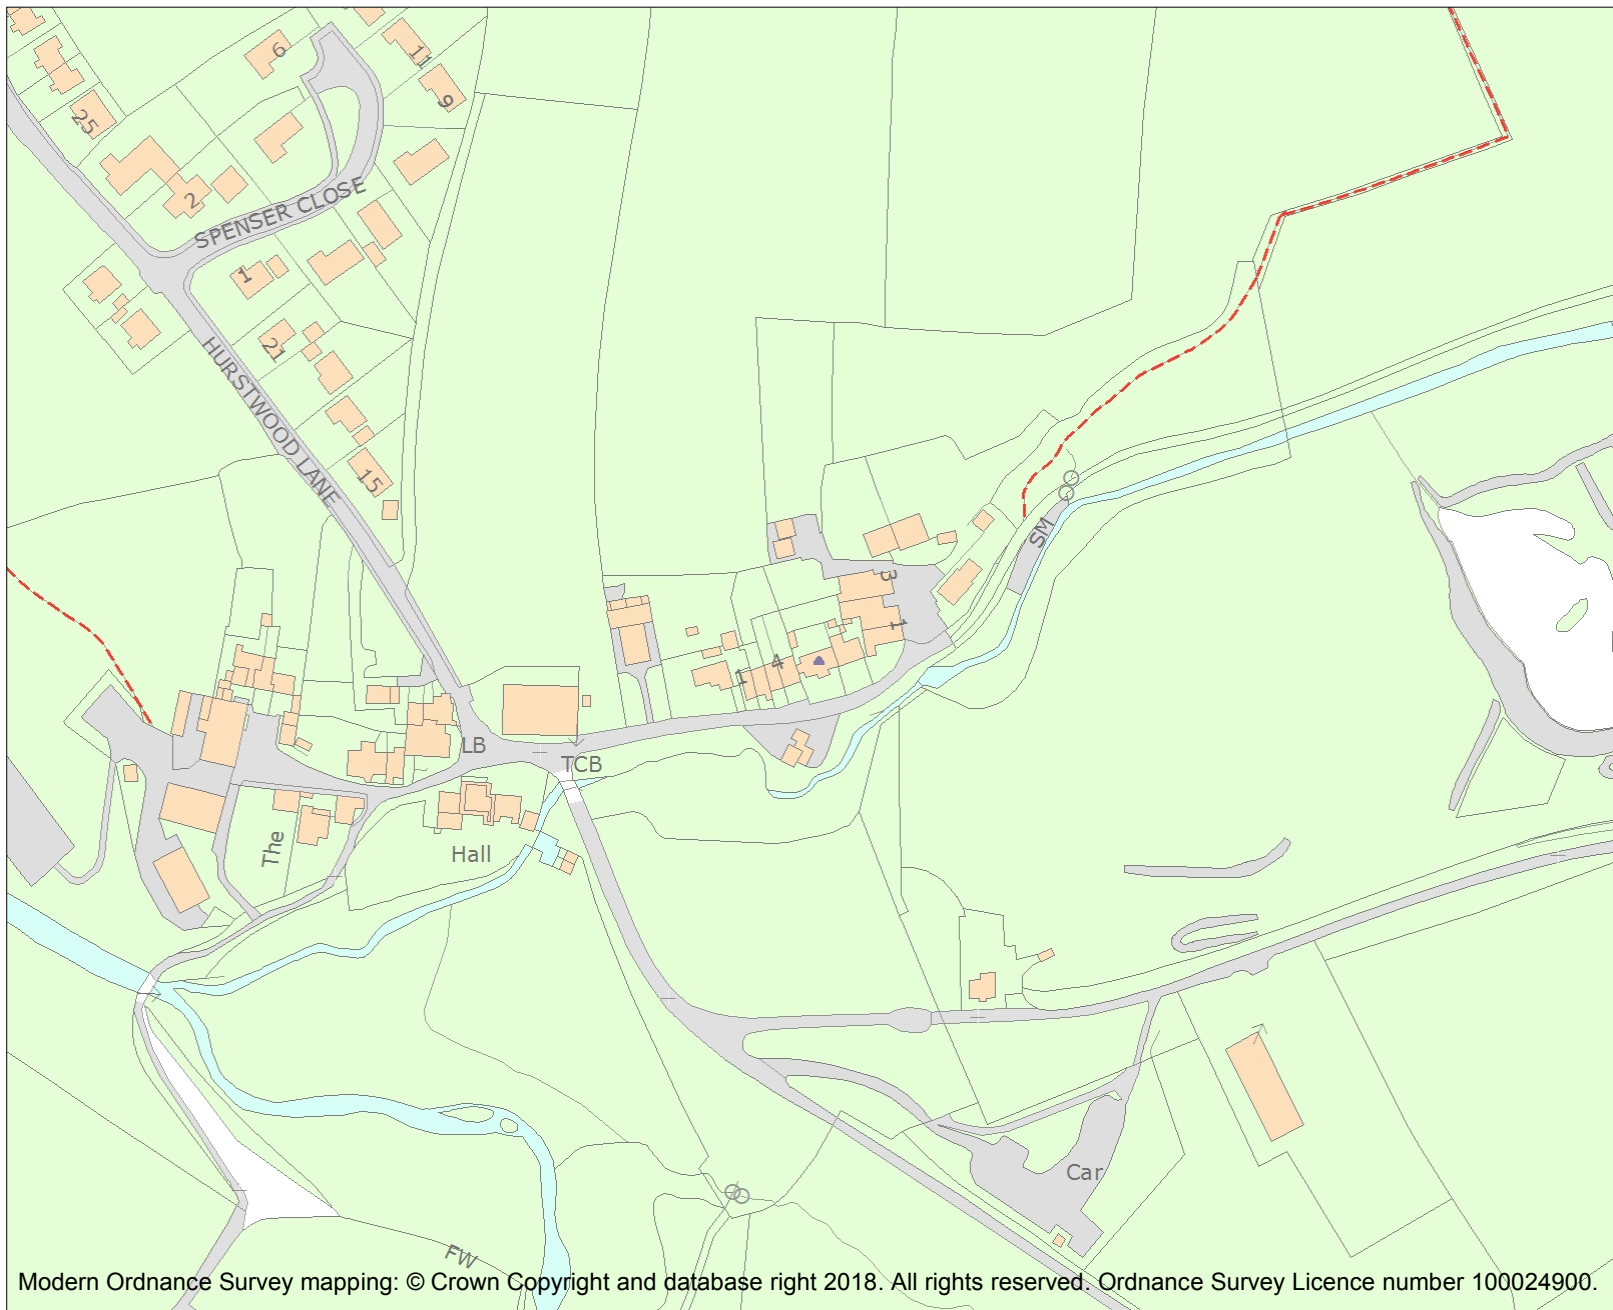 6
11
9
25
2
SPENSER CLOSE
1
21
HURSTWOOD LANE
15
SM
3
1
4
1
LB
TCB
The
Hall
Car
FW
Modern Ordnance Survey mapping: © Crown Copyright and database right 2018. All rights reserved. Ordnance Survey Licence number 100024900.